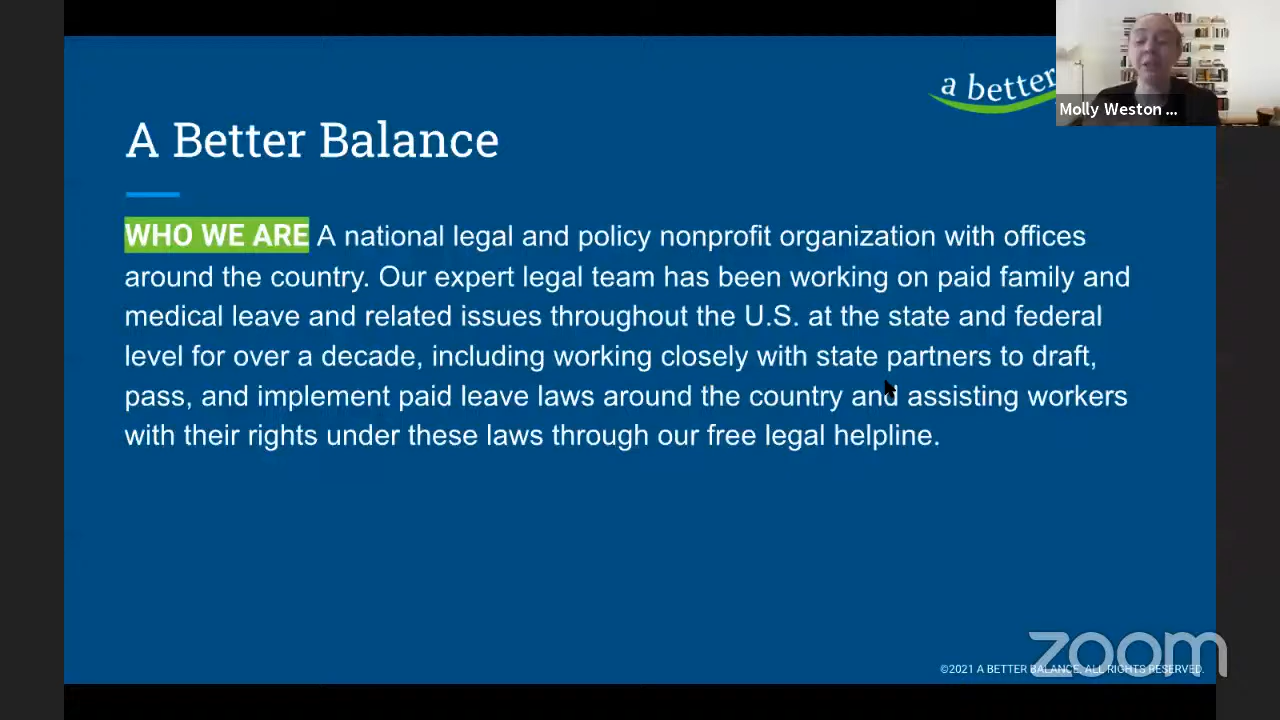 a better
Molly Weston ...
A Better Balance
WHO WE ARE A national legal and policy nonprofit organization with offices
around the country. Our expert legal team has been working on paid family and
medical leave and related issues throughout the U.S. at the state and federal
level for over a decade, including working closely with state partners to draft,
pass, and implement paid leave laws around the country and assisting workers
with their rights under these laws through our free legal helpline.
zoom
©2021 A BETTER BALANCE, ALL RIGHTS RESERVED.